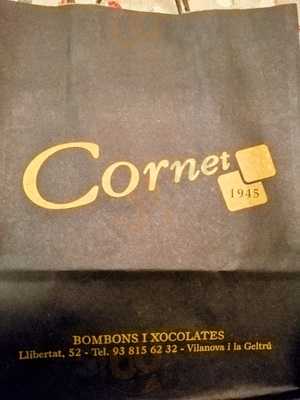 Cornet
1945
BOMBONS I XOCOLATES
Llibertat, 52 - Tel. 93 815 62 32 - Vilanova i la Geltrú